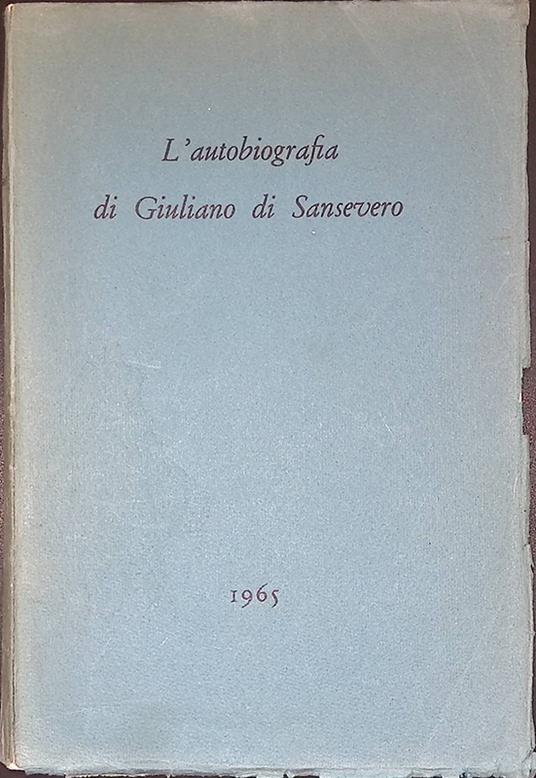 L'autobiografia
di Giuliano di Sansevero
1965